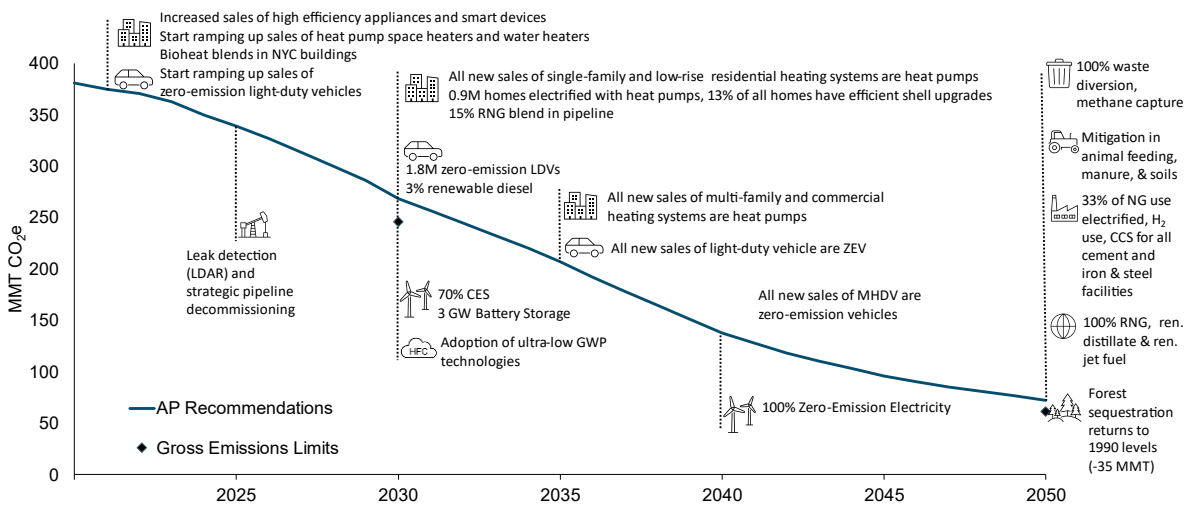 Increased sales of high efficiency appliances and smart devices
Start ramping up sales of heat pump space heaters and water heaters
Bioheat blends in NYC buildings
Start ramping up sales of
zero-emission light-duty vehicles
All new sales of single-family and low-rise residential heating systems are heat pumps
0.9M homes electrified with heat pumps, 13% of all homes have efficient shell upgrades
15% RNG blend in pipeline
1.8M zero-emission LDVs
3% renewable diesel
All new sales of multi-family and commercial
heating systems are heat pumps
All new sales of light-duty vehicle are ZEV
Leak detection
(LDAR) and
strategic pipeline
decommissioning
70% CES
3 GW Battery Storage
HFC
Adoption of ultra-low GWP
technologies
All new sales of MHDV are
zero-emission vehicles
100% Zero-Emission Electricity
100% waste
diversion,
methane capture
Mitigation in
animal feeding,
manure, & soils
33% of NG use
electrified, H₂
use, CCS for all
cement and
iron & steel
facilities
100% RNG, ren.
distillate & ren.
jet fuel
Forest
sequestration
returns to
1990 levels
(-35 MMT)
MMT CO₂e
400
350
300
250
200
150
100
50
0
AP Recommendations
Gross Emissions Limits
2025
2030
2035
2040
2045
2050